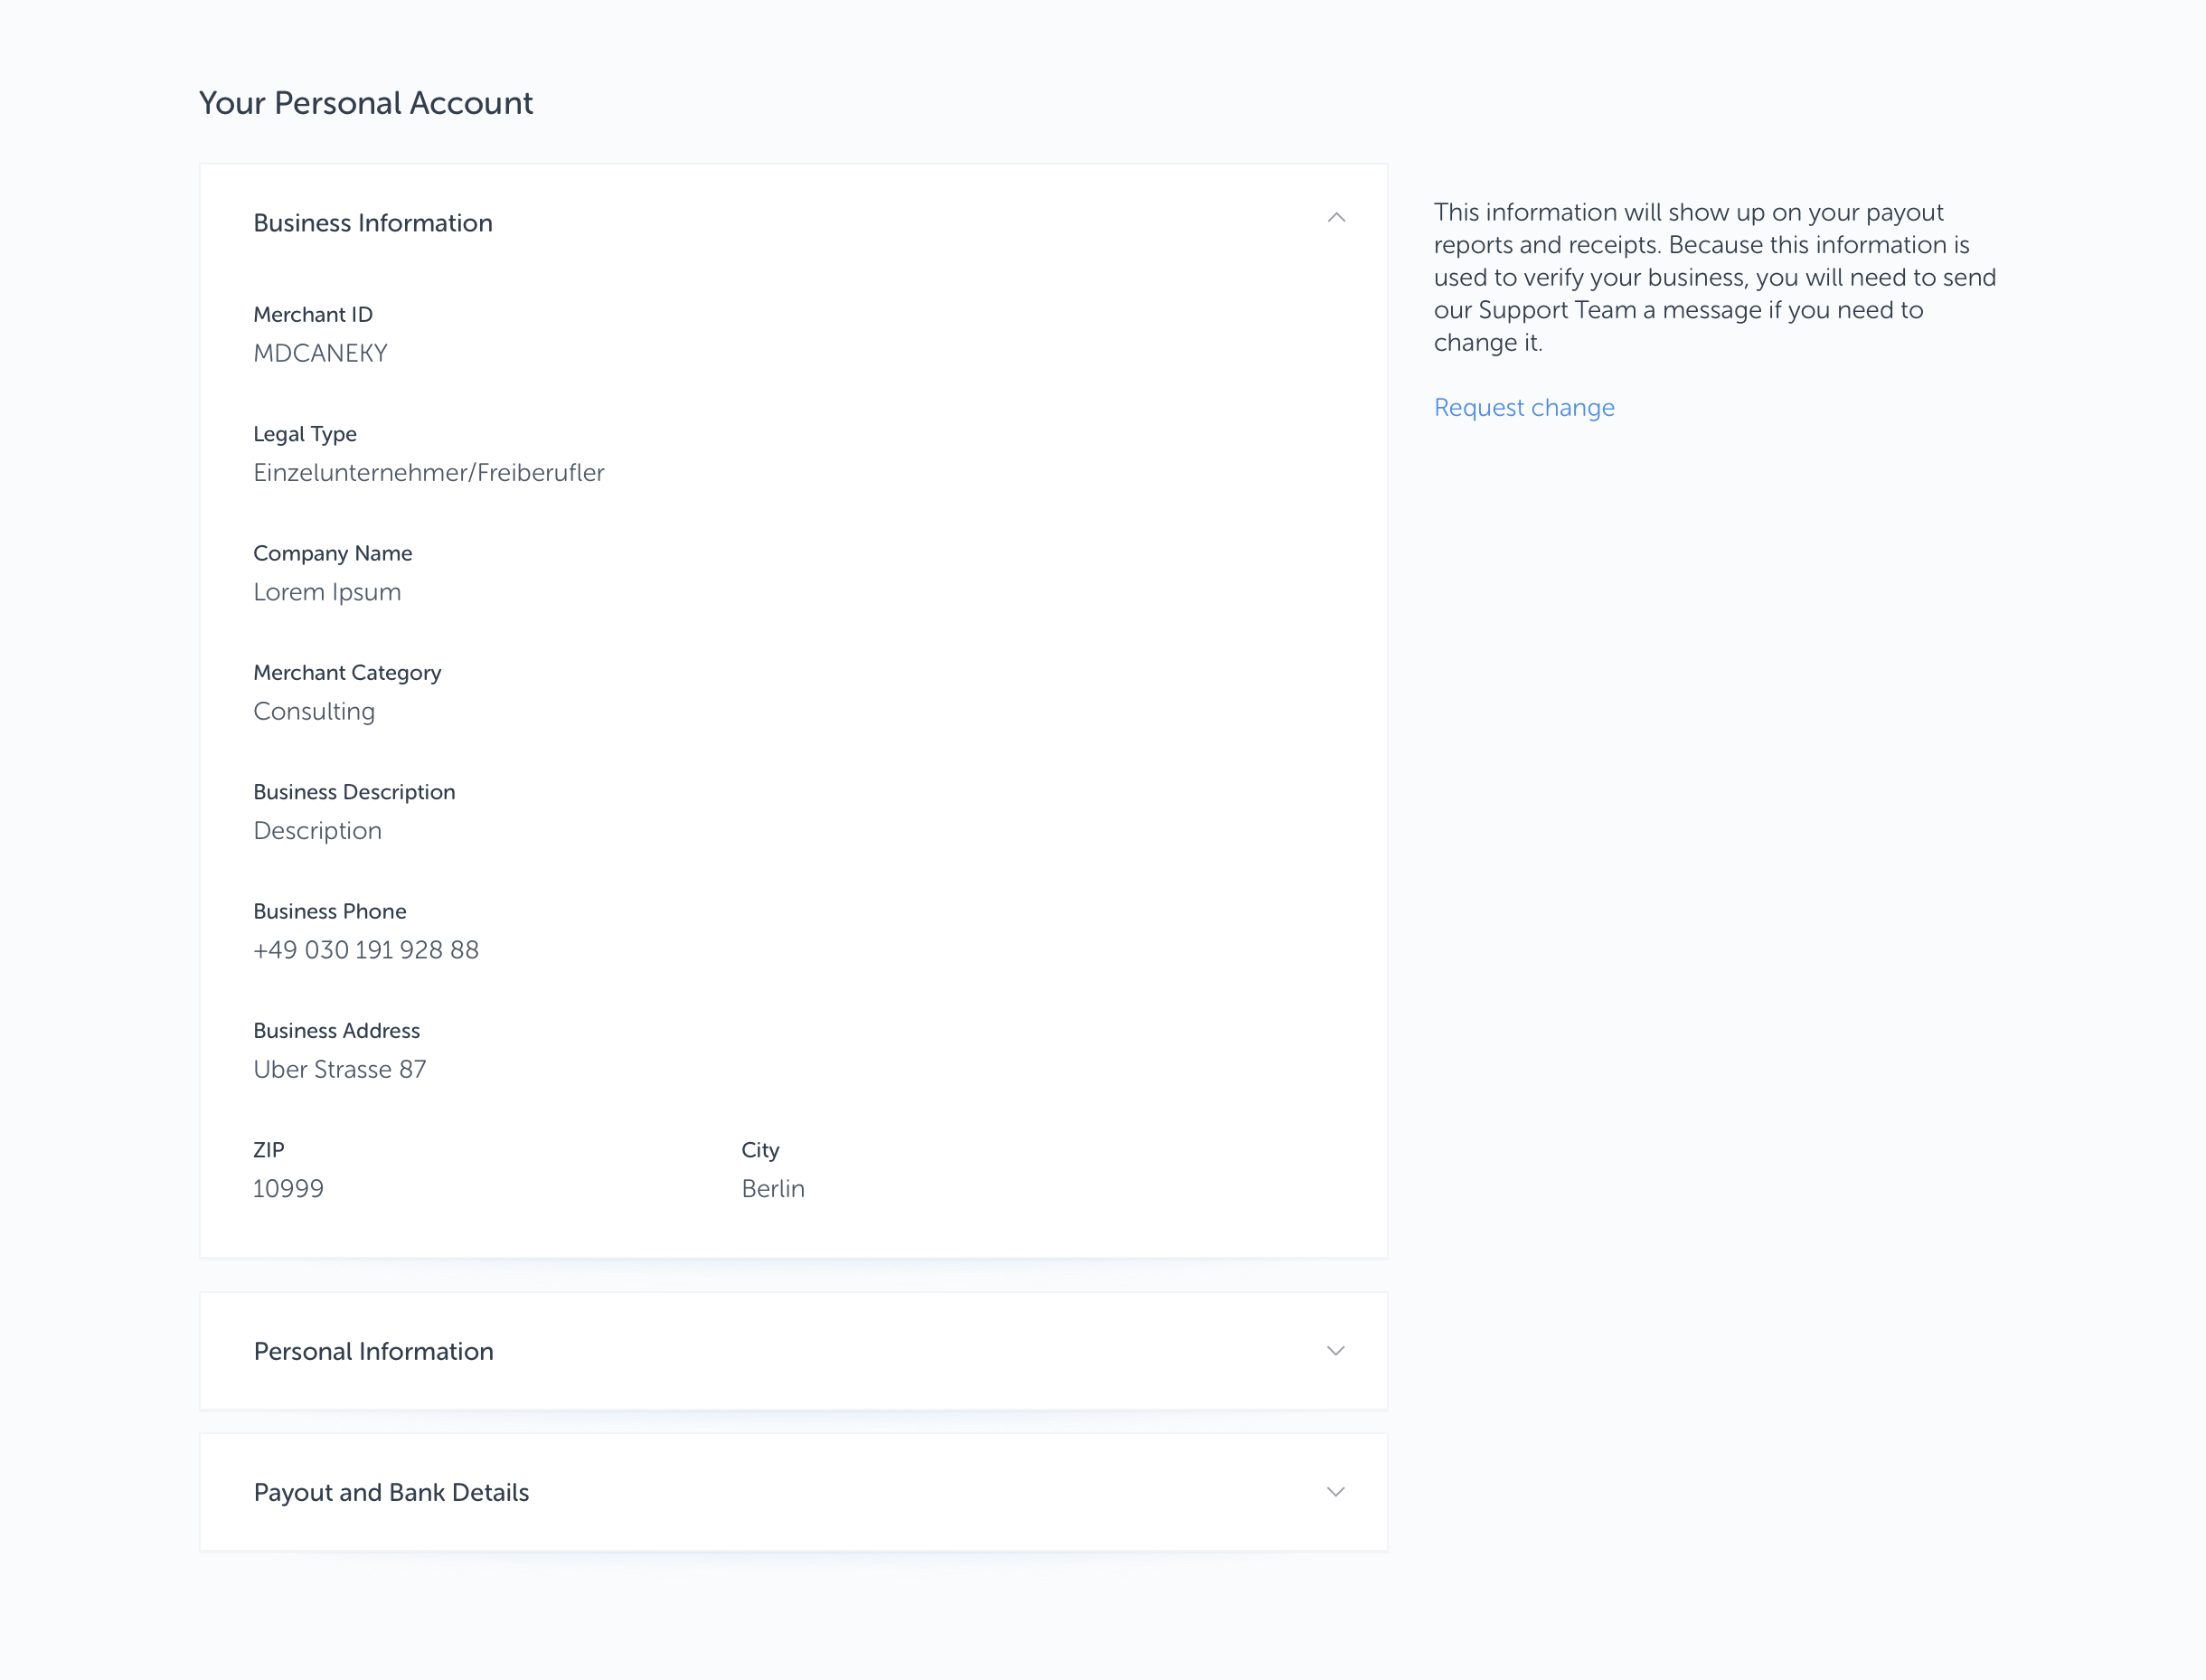 Your Personal Account
Business Information
Merchant ID
MDCANEKY
Legal Type
Einzelunternehmer/Freiberufler
Company Name
Lorem Ipsum
Merchant Category
Consulting
Business Description
Description
Business Phone
+49 030 191 928 88
Business Address
Uber Strasse 87
ZIP
10999
City
Berlin
This information will show up on your payout
reports and receipts. Because this information is
used to verify your business, you will need to send
our Support Team a message if you need to
change it.
Request change
Personal Information
Payout and Bank Details